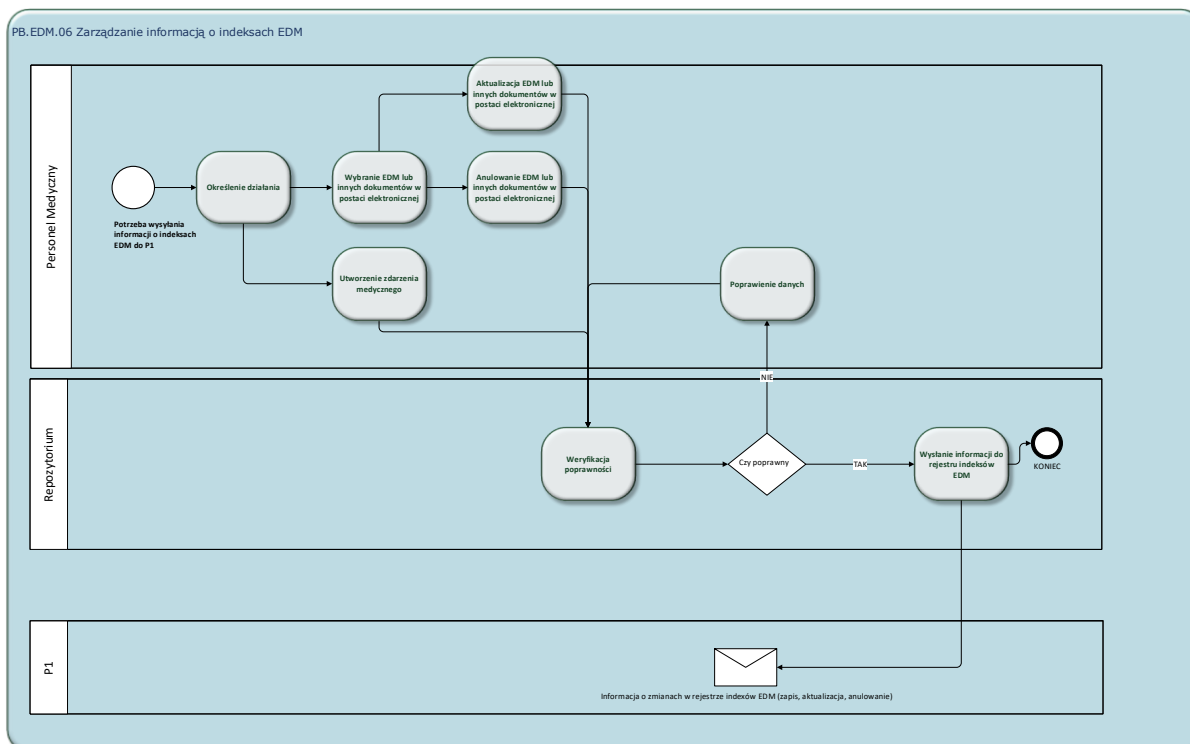 PB.EDM.06 Zarządzanie informacją o indeksach EDM
Personel Medyczny
Aktualizacja EDM lub
innych dokumentów w
postaci elektronicznej
Określenie działania
Wybranie EDM lub
innych dokumentów w
postaci elektronicznej
Anulowanie EDM lub
innych dokumentów w
postaci elektronicznej
Potrzeba wysyłania
informacji o indeksach
EDM do P1
Utworzenie zdarzenia
medycznego
Poprawienie danych
NIE
Repozytorium
Weryfikacja
poprawności
Czy poprawny
TAK
Wysłanie informacji do
rejestru indeksów
EDM
KONIEC
P1
Informacja o zmianach w rejestrze indexów EDM (zapis, aktualizacja, anulowanie)